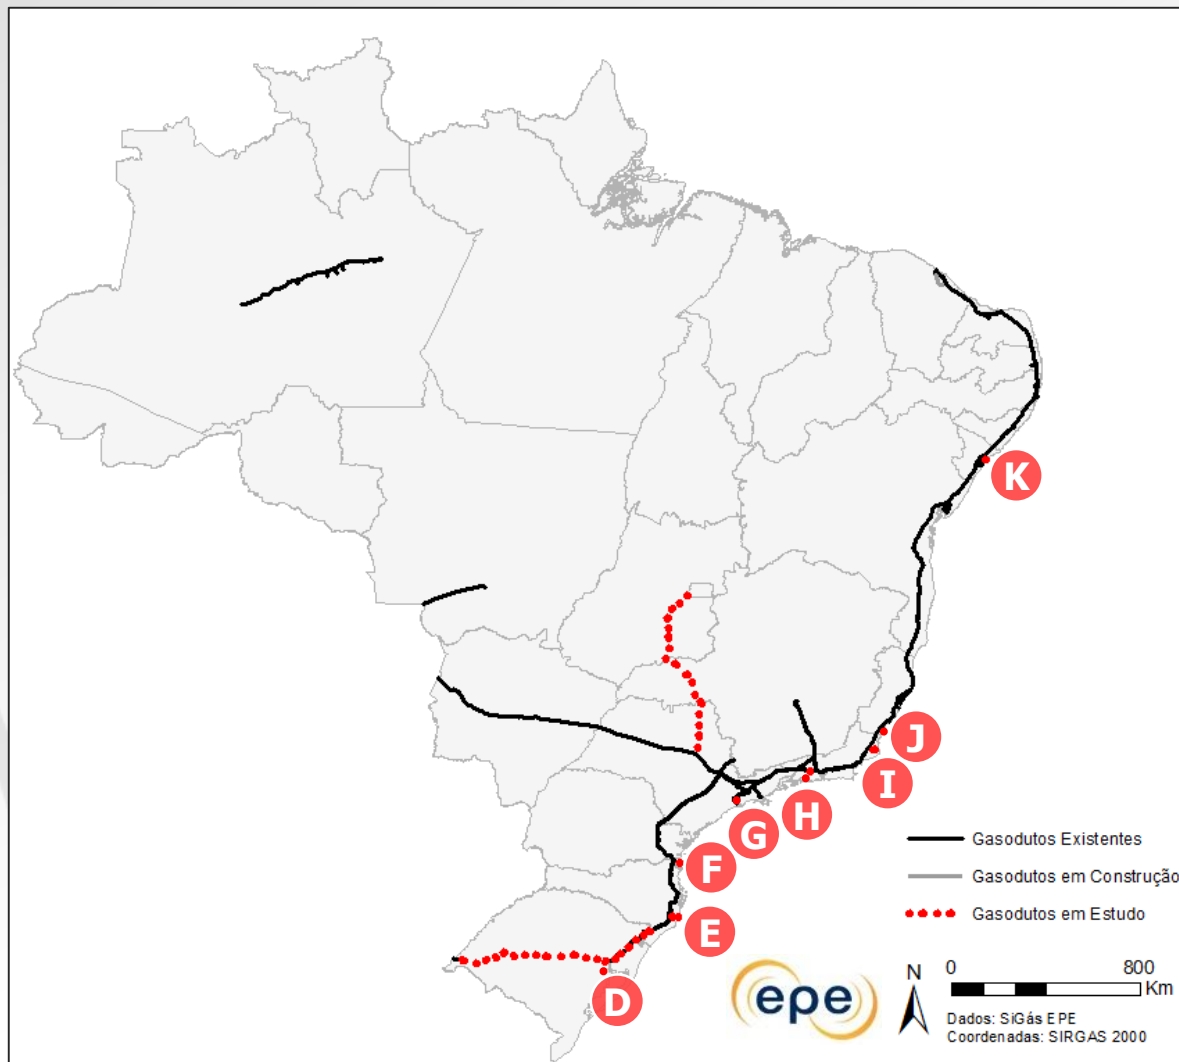 K
J
I
H
G
F
E
D
Gasodutos Existentes
Gasodutos em Construção
Gasodutos em Estudo
epe
N
0 800
Km
Dados: SiGás EPE
Coordenadas: SIRGAS 2000